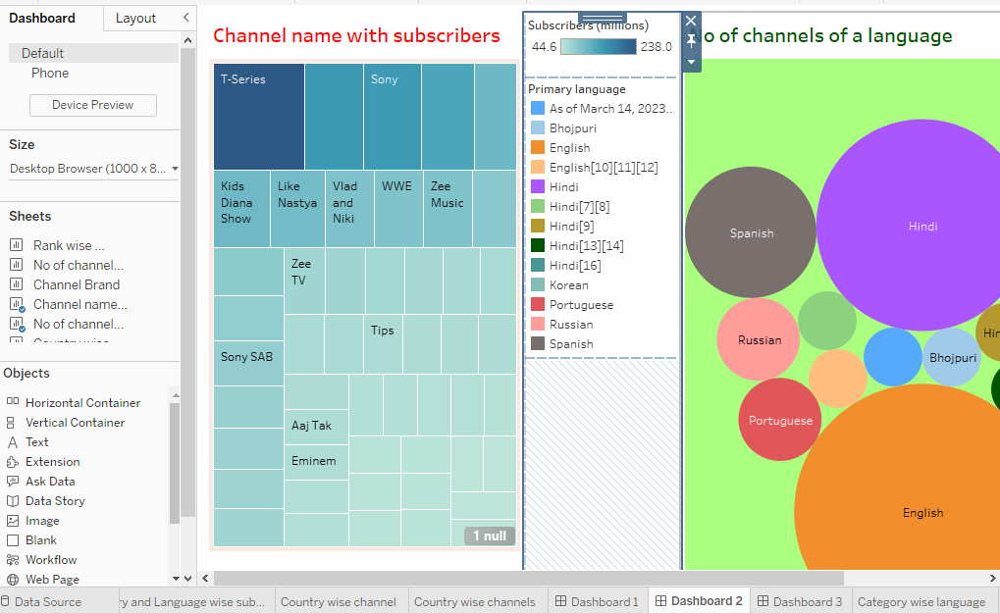 Dashboard
Layout
Default
Phone
Device Preview
Size
Desktop Browser (1000 x 8...
Sheets
Rank wise ...
No of channel...
Channel Brand
Channel name...
No of channel...
Objects
Horizontal Container
Vertical Container
Text
Extension
Ask Data
Data Story
Image
Blank
Workflow
Web Page
Channel name with subscribers
T-Series
Sony
Kids
Diana
Show
Like
Nastya
Vlad
and
Niki
WWE
Zee
Music
Zee
TV
Tips
Sony SAB
Aaj Tak
Eminem
1 null
Subscribers (millions)
44.6
238.0
Primary language
As of March 14, 2023..
Bhojpuri
English
English[10][11][12]
Hindi
Hindi[7][8]
Hindi[9]
Hindi[13][14]
Hindi[16]
Korean
Portuguese
Russian
Spanish
o of channels of a language
Spanish
Hindi
Russian
Bhojpuri
Portuguese
English
Data Source
ry and Language wise sub...
Country wise channel
Country wise channels
Dashboard 1
Dashboard 2
Dashboard 3
Category wise language